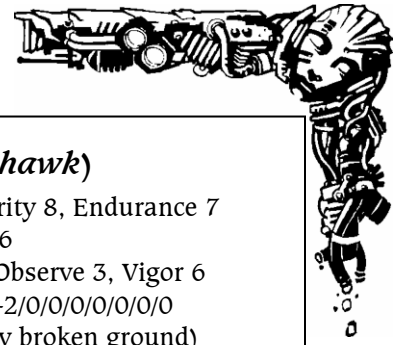 hawk)
rity 8, Endurance 7
6
Observe 3, Vigor 6
-2/0/0/0/0/0/0/0
y broken ground)